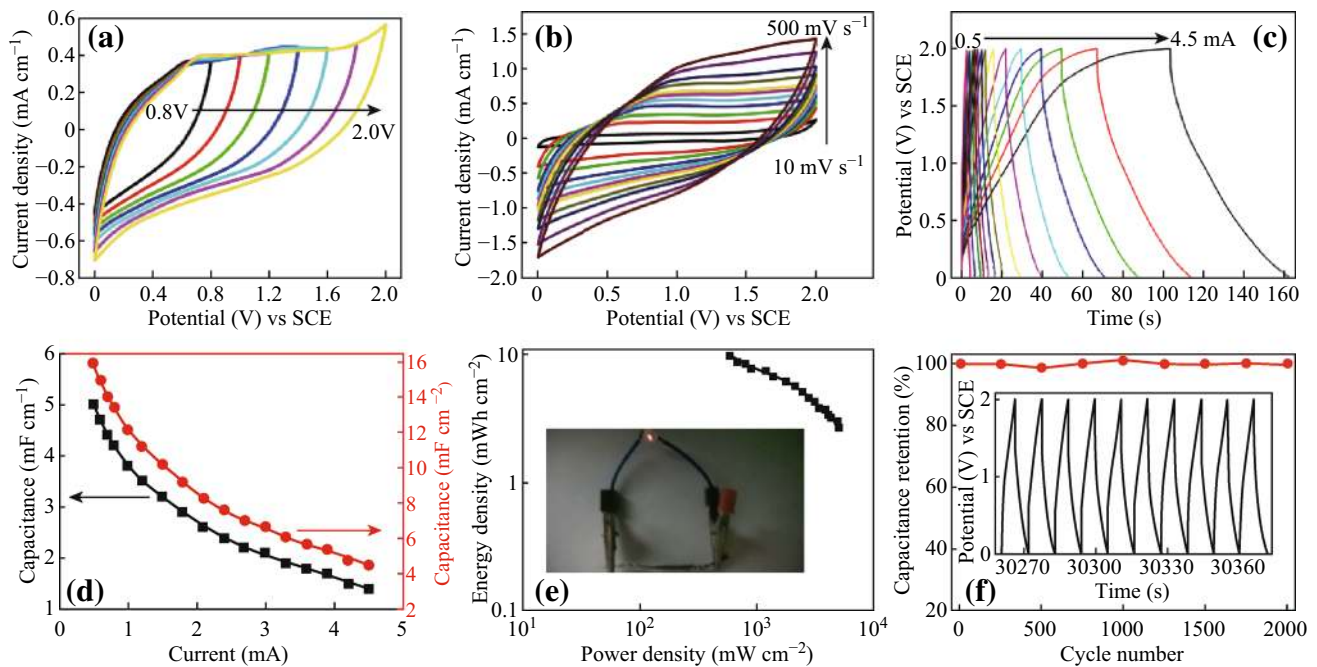 (a)
Current density (mA cm−1)
0.6
0.4
0.2
0
−0.2
−0.4
−0.6
−0.8
0.8V
2.0V
0 0.4 0.8 1.2 1.6 2.0
Potential (V) vs SCE
(b)
Current density (mA cm−1)
1.5
1.0
0.5
0
−0.5
−1.0
−1.5
−2.0
500 mV s−1
10 mV s−1
0 0.5 1.0 1.5 2.0
Potential (V) vs SCE
(c)
Potential (V) vs SCE
2.0
1.5
1.0
0.5
0
0.5
4.5 mA
0 20 40 60 80 100 120 140 160
Time (s)
(d)
Capacitance (mF cm−1)
6
5
4
3
2
1
Capacitance (mF cm−2)
16
14
12
10
8
6
4
2
0 1 2 3 4 5
Current (mA)
(e)
Energy density (mWh cm−2)
10
1
0.1
10¹ 10² 10³ 10⁴
Power density (mW cm−2)
(f)
Capacitance retention (%)
100
80
60
40
20
Potential (V) vs SCE
2
1
0
30270 30300 30330 30360
Time (s)
0 500 1000 1500 2000
Cycle number